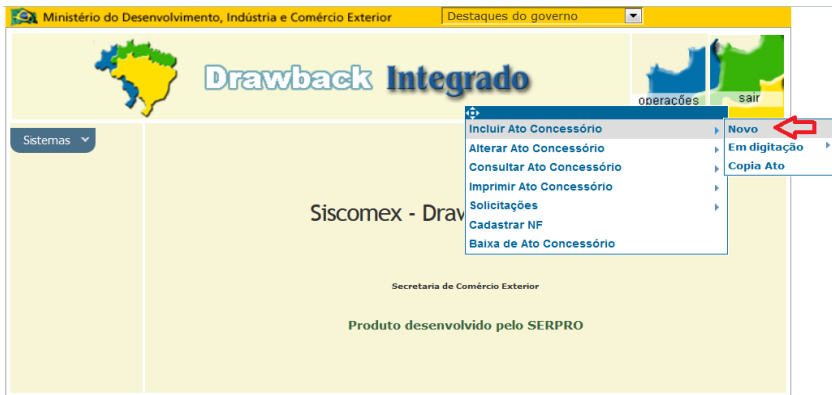 Ministério do Desenvolvimento, Indústria e Comércio Exterior
Destaques do governo
Drawback Integrado
operações
sair
Sistemas
Incluir Ato Concessório
Alterar Ato Concessório
Consultar Ato Concessório
Imprimir Ato Concessório
Solicitações
Cadastrar NF
Baixa de Ato Concessório
Novo
Em digitação
Copia Ato
Siscomex - Draw
Secretaria de Comércio Exterior
Produto desenvolvido pelo SERPRO